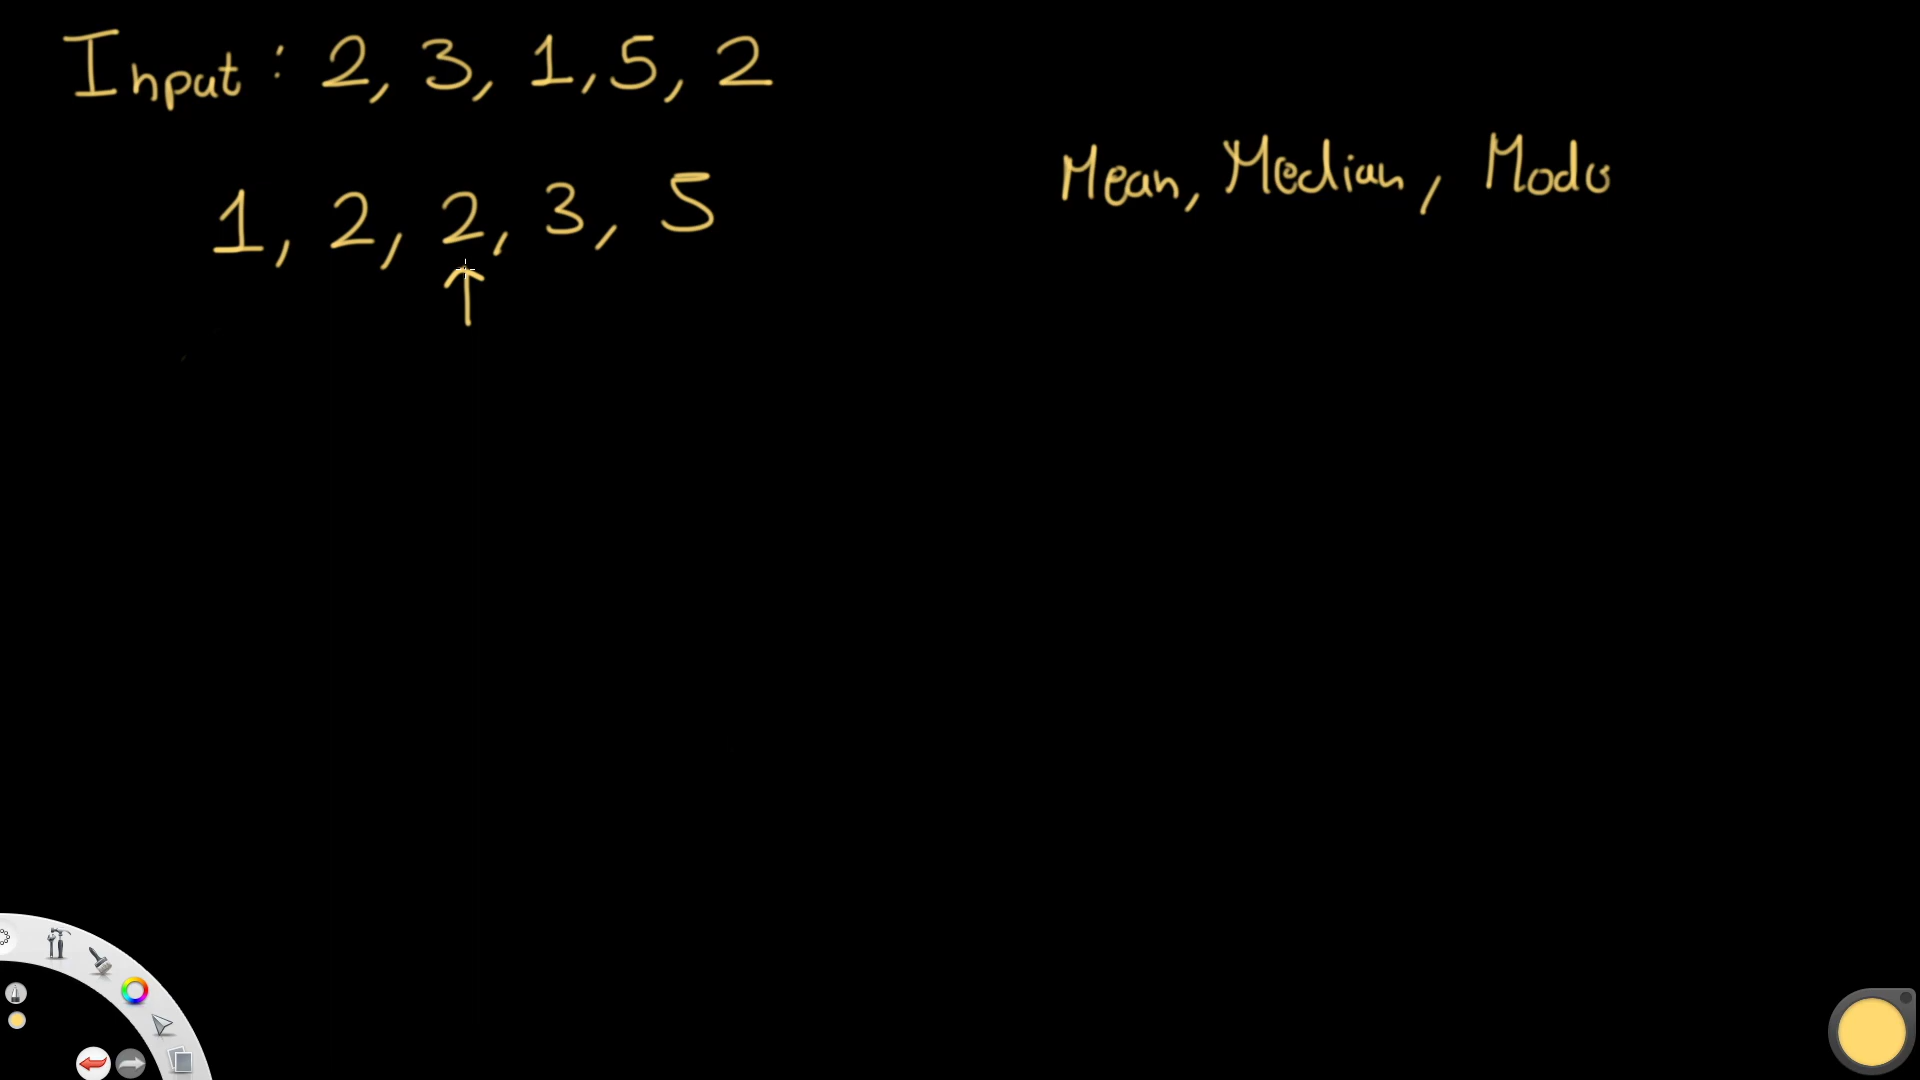 Input: 2, 3, 1, 5, 2
Mean, Median, Mode
1, 2, 2, 3, 5